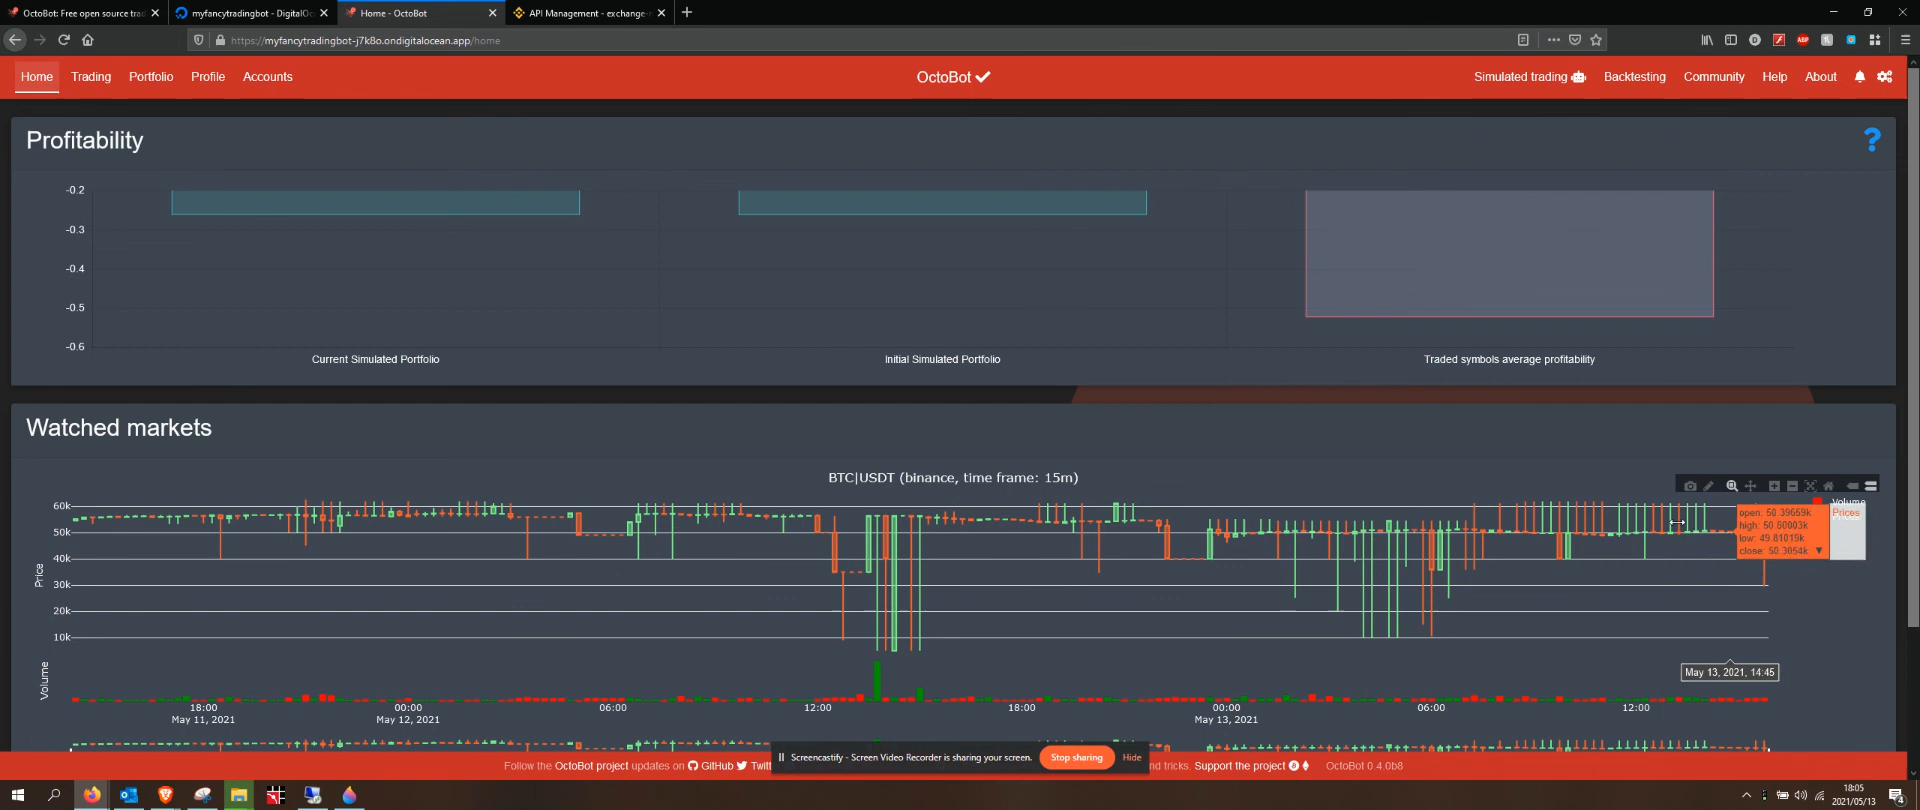 OctoBot: Free open source trad
myfancytradingbot - DigitalOc
Home - OctoBot
API Management - exchange-
https://myfancytradingbot-j7k8o.ondigitalocean.app/home
Home Trading Portfolio Profile Accounts
OctoBot
Simulated trading Backtesting Community Help About
Profitability
?
-0.2
-0.3
-0.4
-0.5
-0.6
Current Simulated Portfolio
Initial Simulated Portfolio
Traded symbols average profitability
Watched markets
BTC|USDT (binance, time frame: 15m)
Volume
Prices
open: 50.39659k
high: 50.60003k
low: 49.81019k
close: 50.3054k ▼
Price
60k
50k
40k
30k
20k
10k
Volume
May 13, 2021, 14:45
18:00
May 11, 2021
00:00
May 12, 2021
06:00
12:00
18:00
00:00
May 13, 2021
06:00
12:00
Screencastify - Screen Video Recorder is sharing your screen. Stop sharing Hide
Follow the OctoBot project updates on GitHub Twitt
nd tricks. Support the project OctoBot 0.4.0b8
ABP
18:05
2021/05/13
4